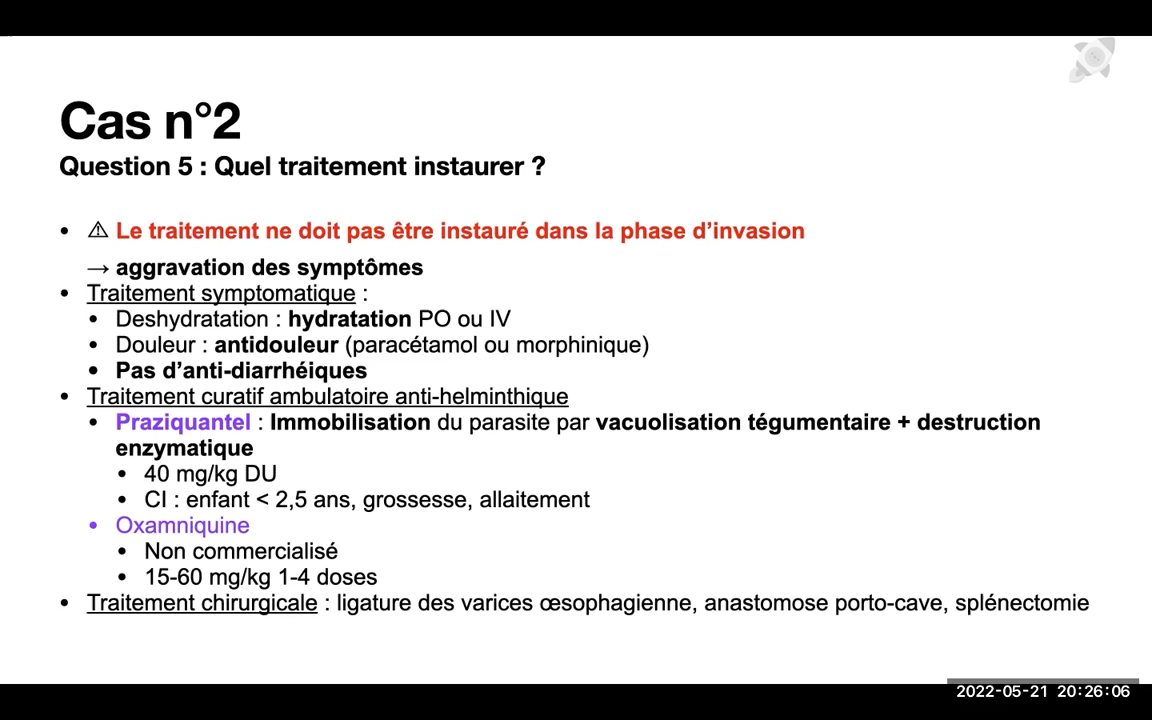 Cas n°2
Question 5 : Quel traitement instaurer ?
• ⚠ Le traitement ne doit pas être instauré dans la phase d’invasion
→ aggravation des symptômes
• Traitement symptomatique :
• Deshydratation : hydratation PO ou IV
• Douleur : antidouleur (paracétamol ou morphinique)
• Pas d’anti-diarrhéiques
• Traitement curatif ambulatoire anti-helminthique
• Praziquantel : Immobilisation du parasite par vacuolisation tégumentaire + destruction
enzymatique
• 40 mg/kg DU
• CI : enfant < 2,5 ans, grossesse, allaitement
• Oxamniquine
• Non commercialisé
• 15-60 mg/kg 1-4 doses
• Traitement chirurgicale : ligature des varices œsophagienne, anastomose porto-cave, splénectomie
2022-05-21 20:26:06